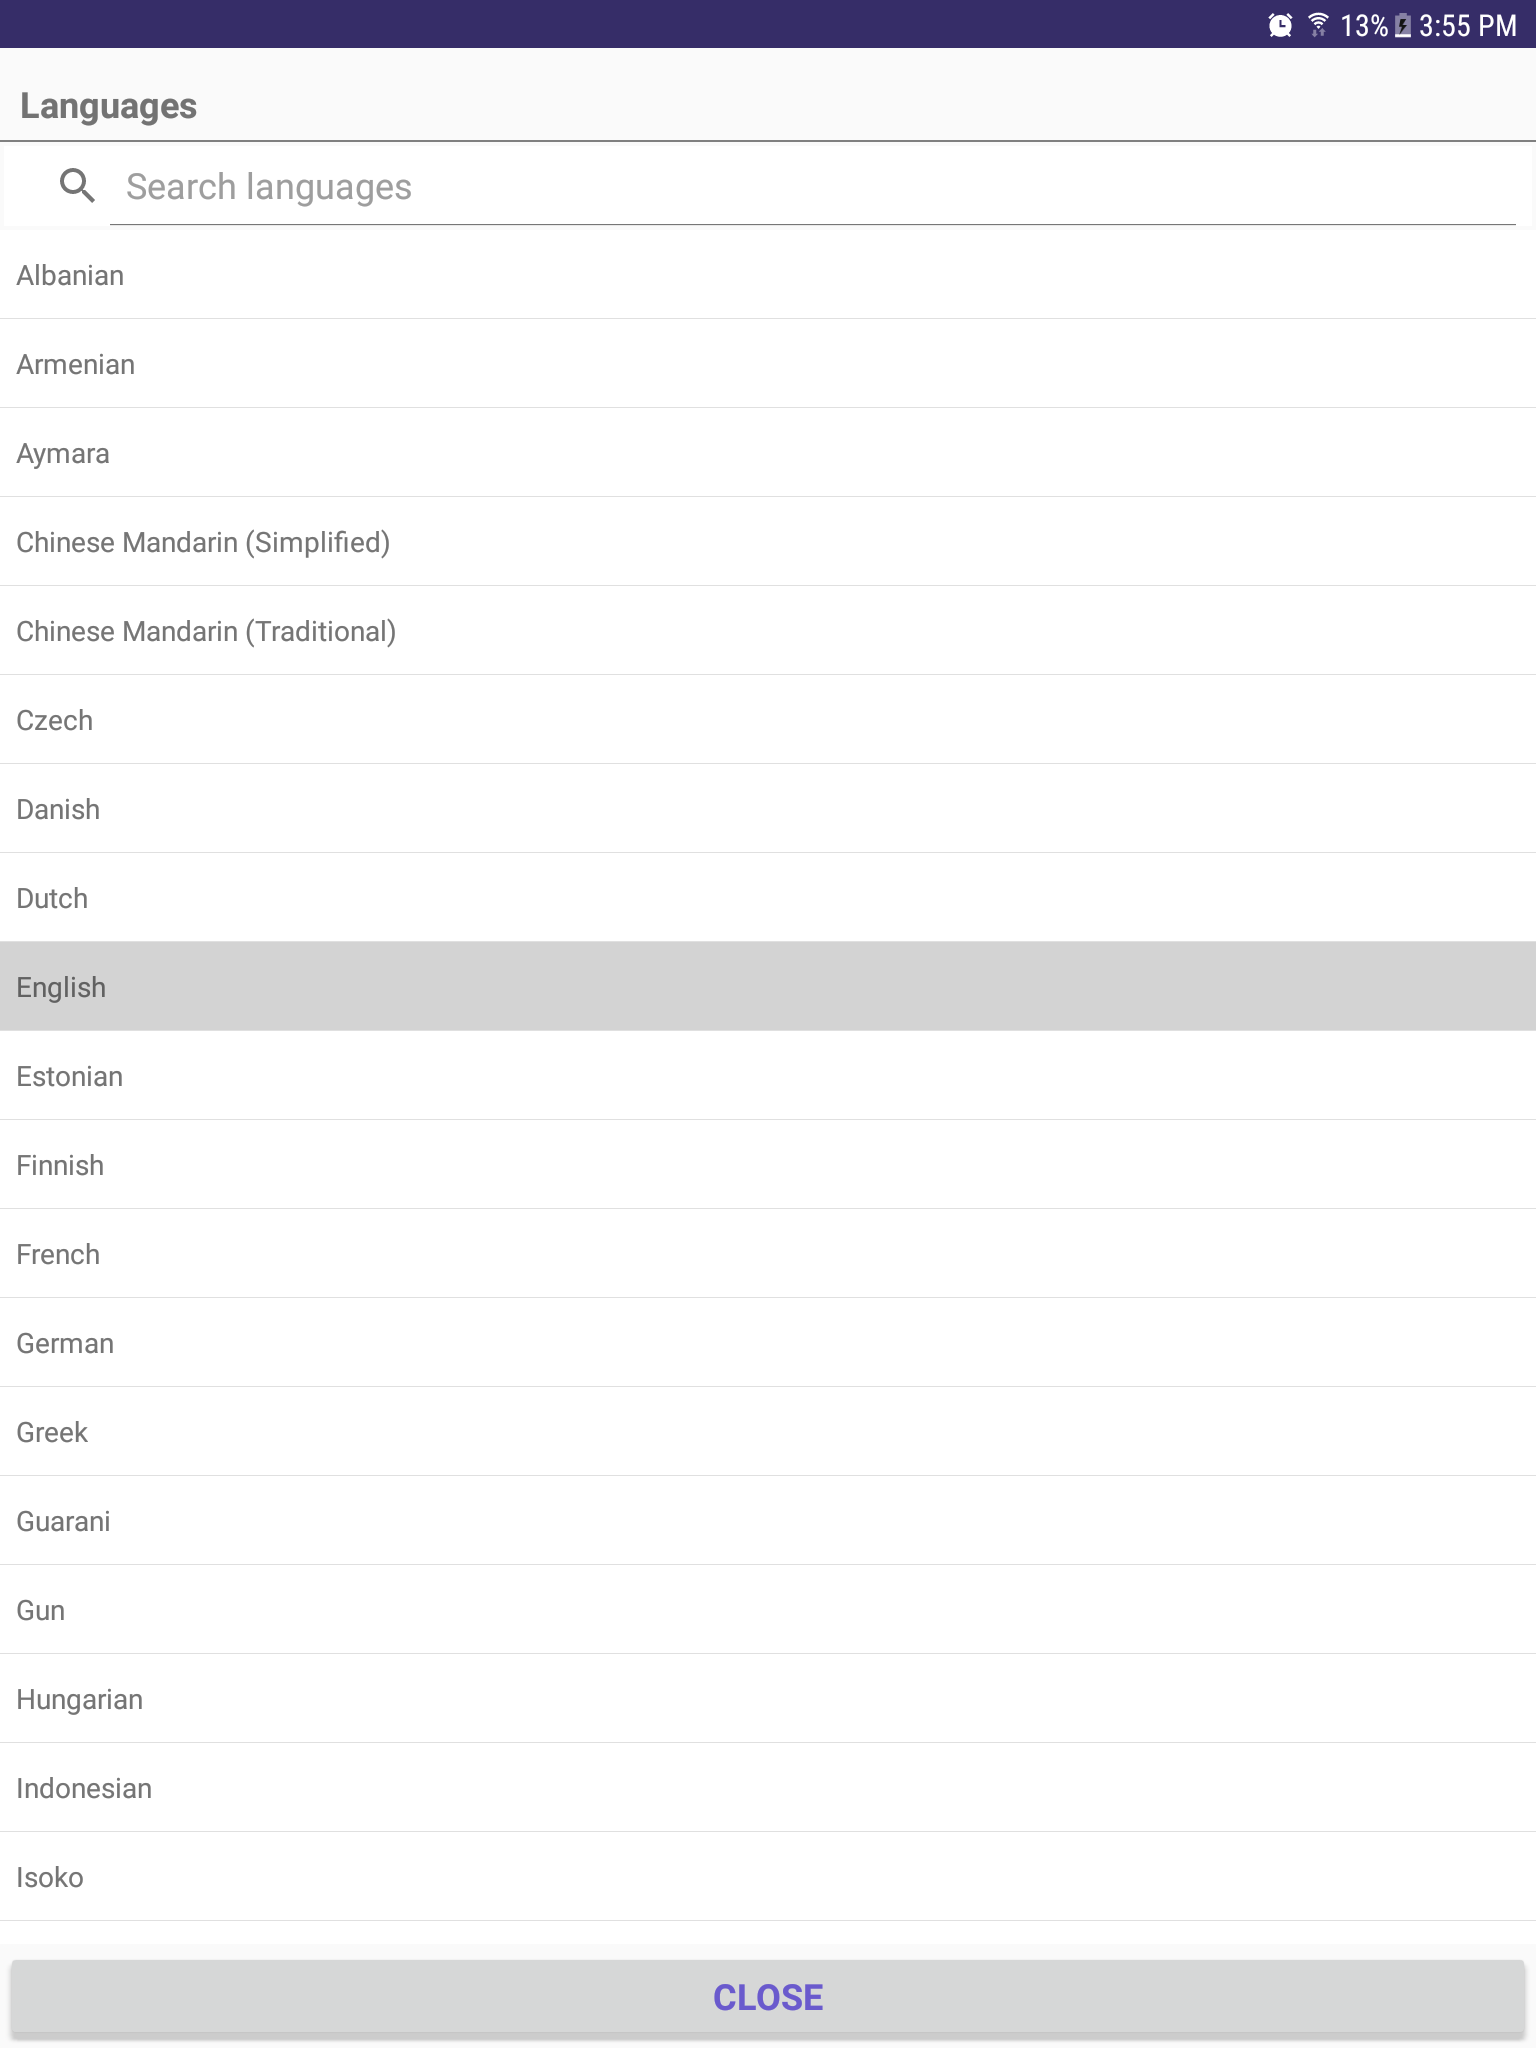 13% 3:55 PM
Languages
Search languages
Albanian
Armenian
Aymara
Chinese Mandarin (Simplified)
Chinese Mandarin (Traditional)
Czech
Danish
Dutch
English
Estonian
Finnish
French
German
Greek
Guarani
Gun
Hungarian
Indonesian
Isoko
CLOSE